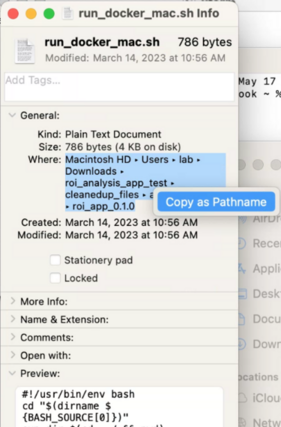 run_docker_mac.sh Info
run_docker_mac.sh 786 bytes
Modified: March 14, 2023 at 10:56 AM
Add Tags...
General:
Kind: Plain Text Document
Size: 786 bytes (4 KB on disk)
Where: Macintosh HD ▸ Users ▸ lab ▸
Downloads ▸
roi_analysis_app_test ▸
cleanedup_files ▸
▸ roi_app_0.1.0
Copy as Pathname
Created: March 14, 2023 at 10:56 AM
Modified: March 14, 2023 at 10:56 AM
Stationery pad
Locked
More Info:
Name & Extension:
Comments:
Open with:
Preview:
#!/usr/bin/env bash
cd "$(dirname $
{BASH_SOURCE[0]})"
May 17
ook ~ %
AirDr
Recen
Applic
Deskt
Docu
Down
ocations
iClou
Netw